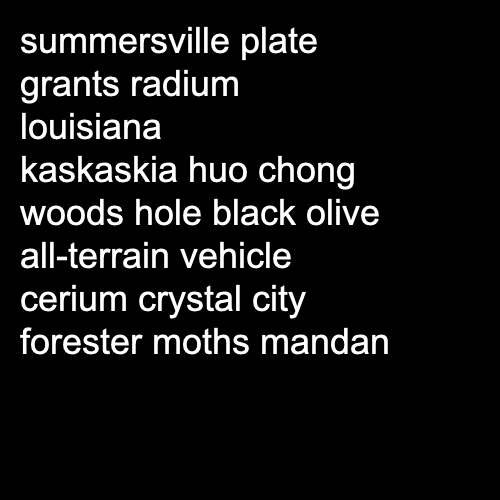 summersville plate
grants radium
louisiana
kaskaskia huo chong
woods hole black olive
all-terrain vehicle
cerium crystal city
forester moths mandan